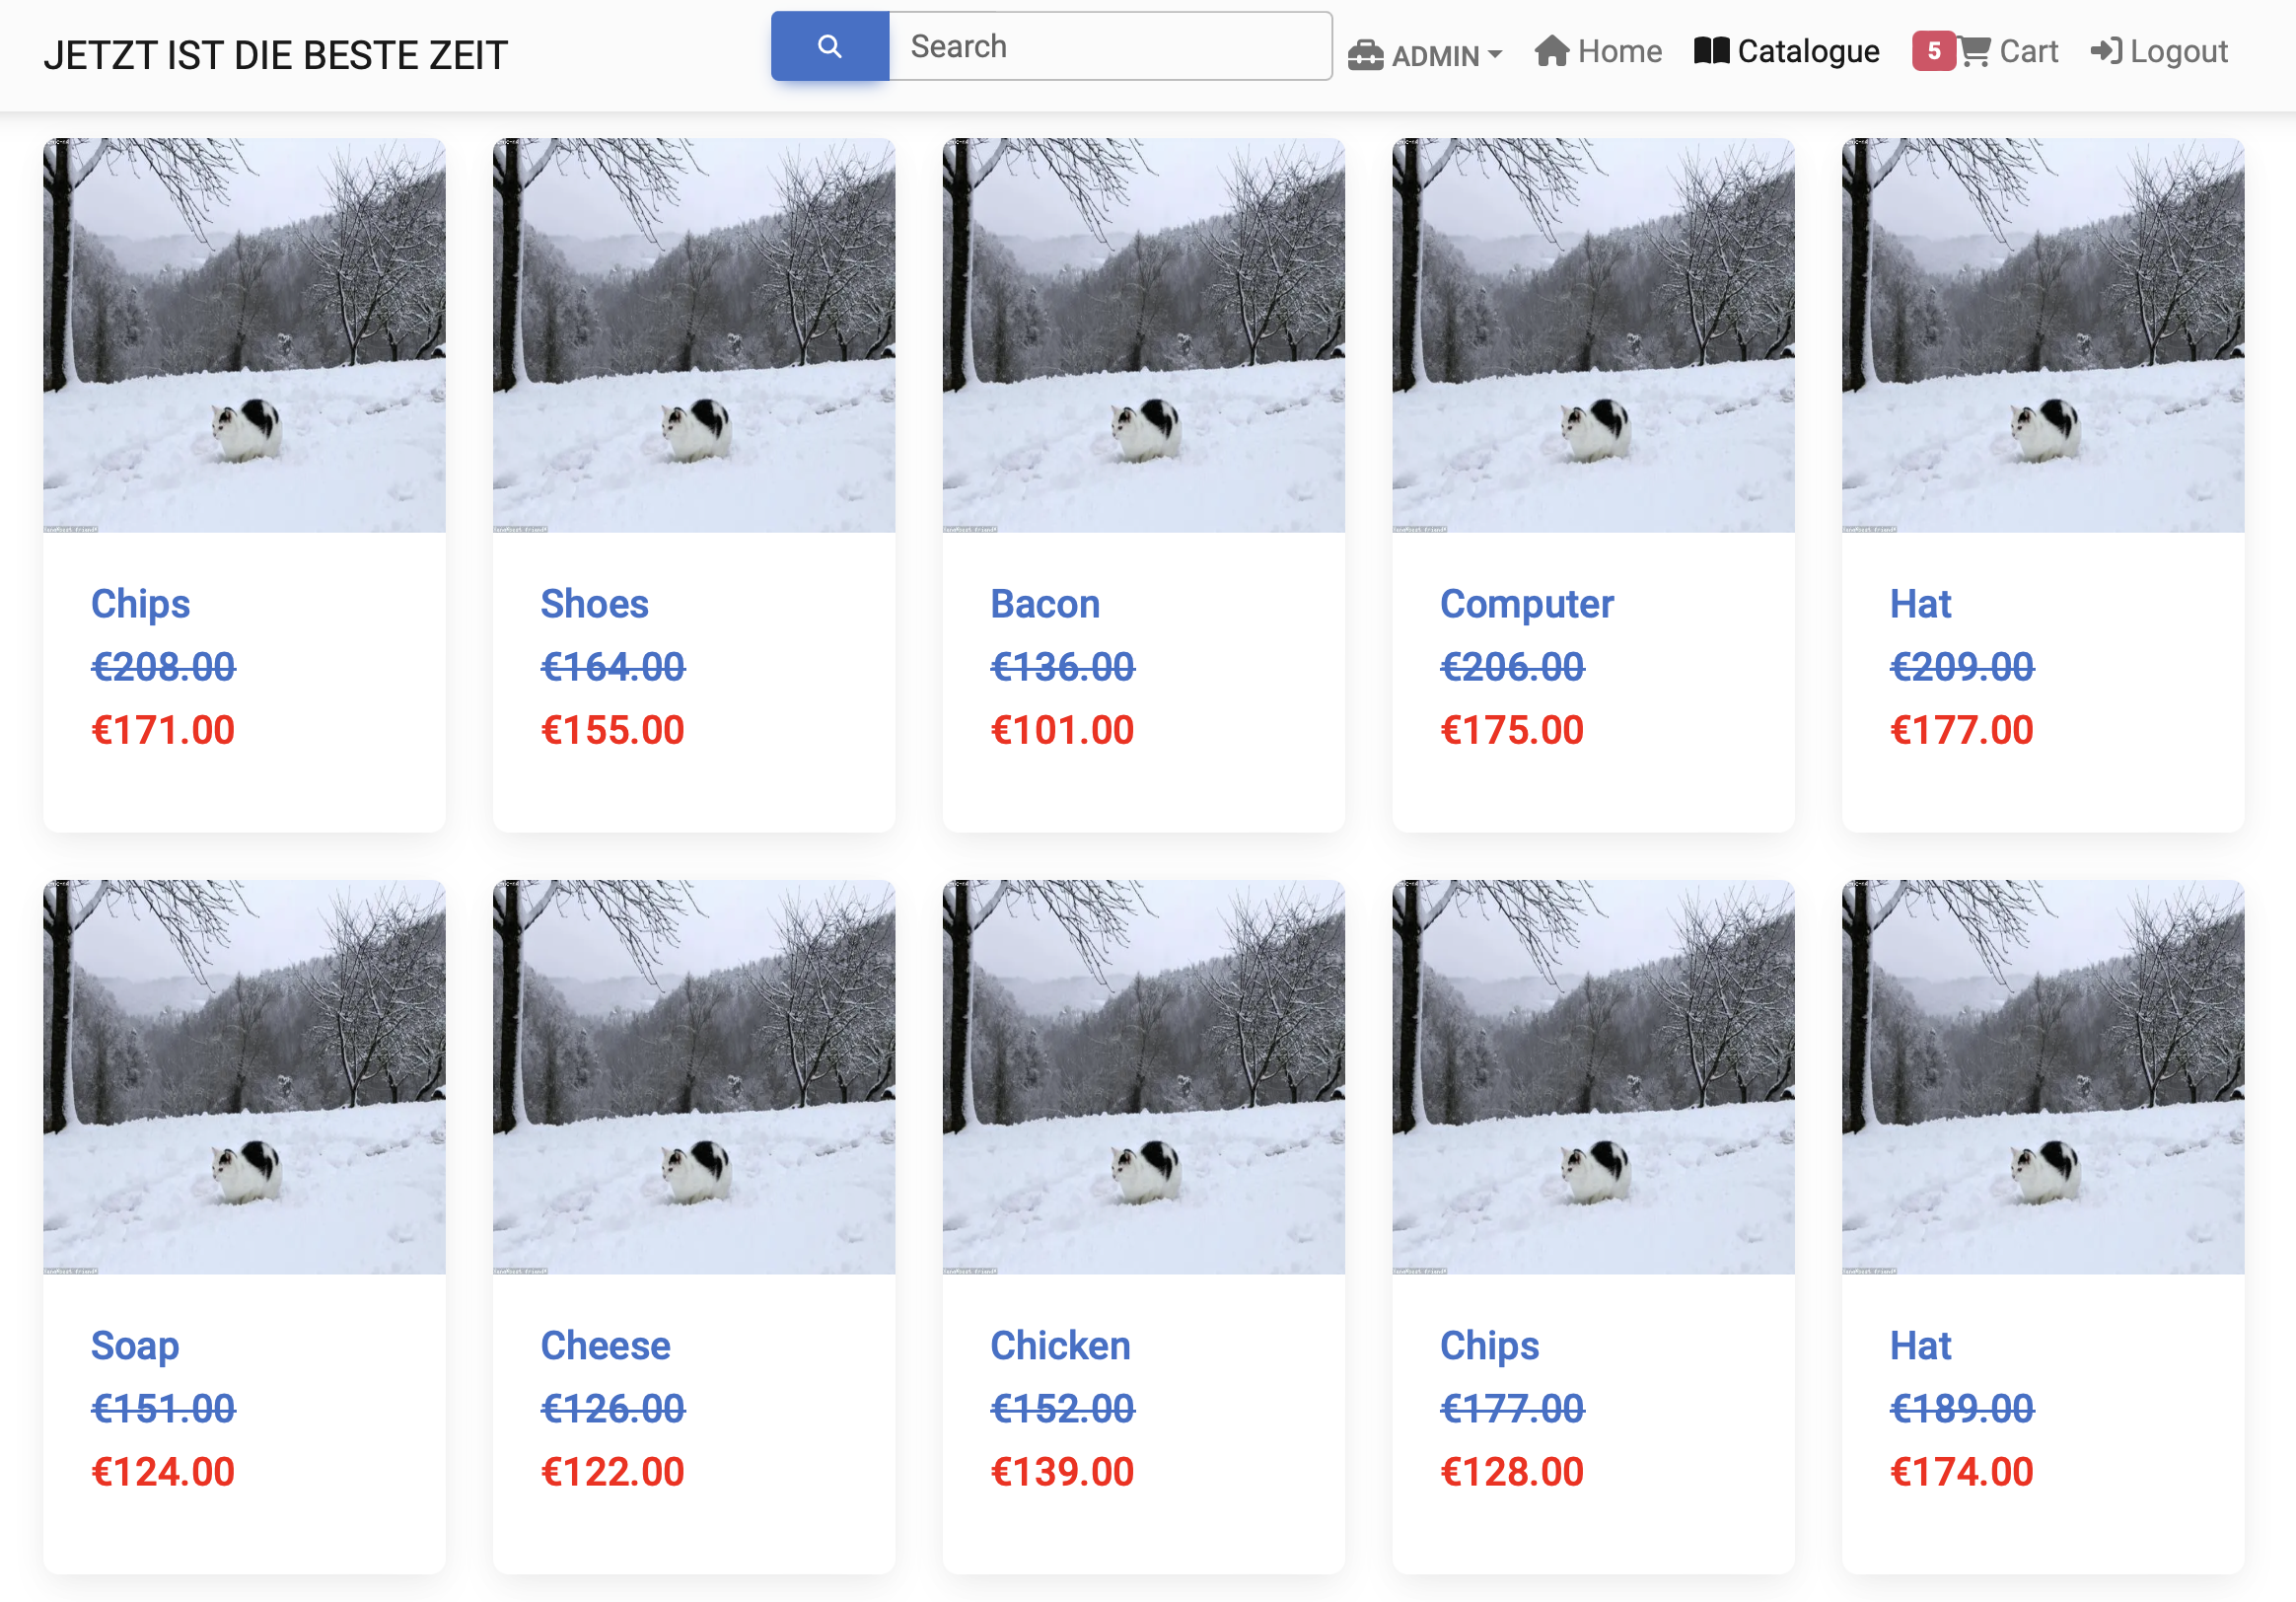 JETZT IST DIE BESTE ZEIT
Search
ADMIN
Home
Catalogue
5 Cart
Logout
Chips
€208.00
€171.00
Shoes
€164.00
€155.00
Bacon
€136.00
€101.00
Computer
€206.00
€175.00
Hat
€209.00
€177.00
Soap
€151.00
€124.00
Cheese
€126.00
€122.00
Chicken
€152.00
€139.00
Chips
€177.00
€128.00
Hat
€189.00
€174.00